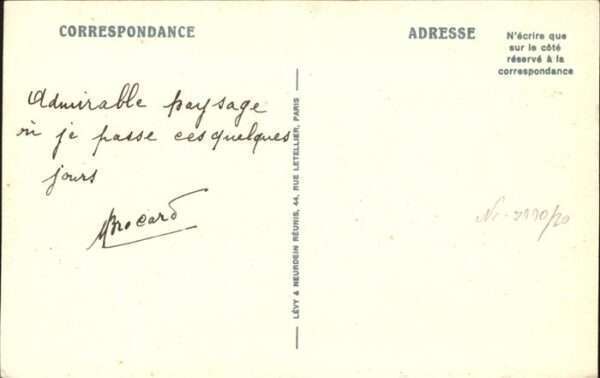 CORRESPONDANCE
ADRESSE
N'écrire que
sur le côté
réservé à la
correspondance
Admirable paysage
où je passe ces quelques
jours
Brocard
LÉVY & NEURDEIN RÉUNIS, 44, RUE LETELLIER, PARIS